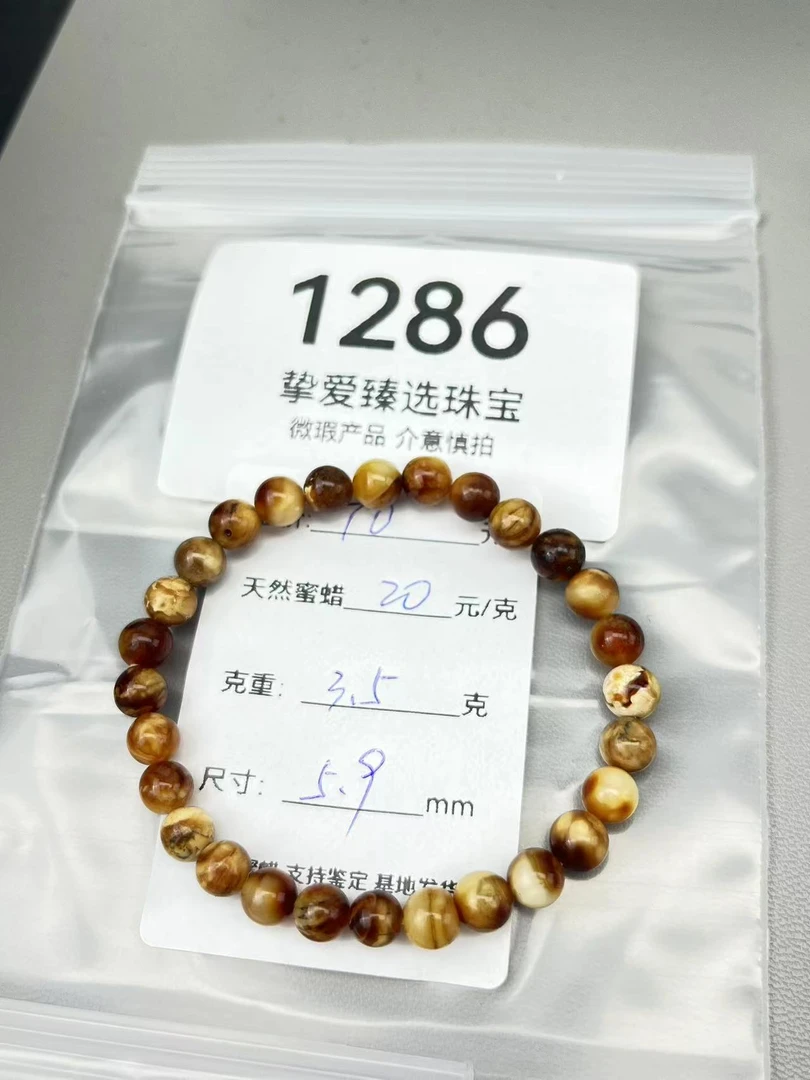 1286
挚爱臻选珠宝
微瑕产品 介意慎拍
70
天然蜜蜡 20 元/克
克重: 3.5 克
尺寸: 5.9 mm
蜡 支持鉴定 基地发华